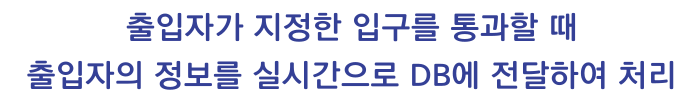 출입자가 지정한 입구를 통과할 때
출입자의 정보를 실시간으로 DB에 전달하여 처리